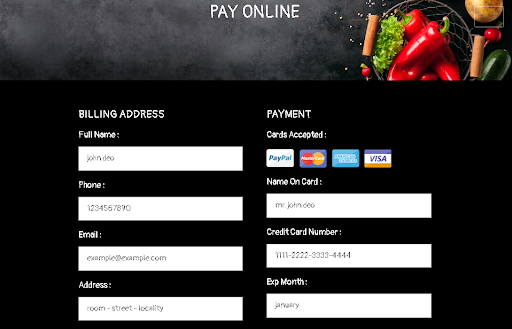 PAY ONLINE
BILLING ADDRESS
Full Name :
john deo
Phone :
1234567890
Email :
example@example.com
Address :
room - street - locality
PAYMENT
Cards Accepted :
PayPal MasterCard AMERICAN EXPRESS VISA
Name On Card :
mr. john deo
Credit Card Number :
1111-2222-3333-4444
Exp Month :
january